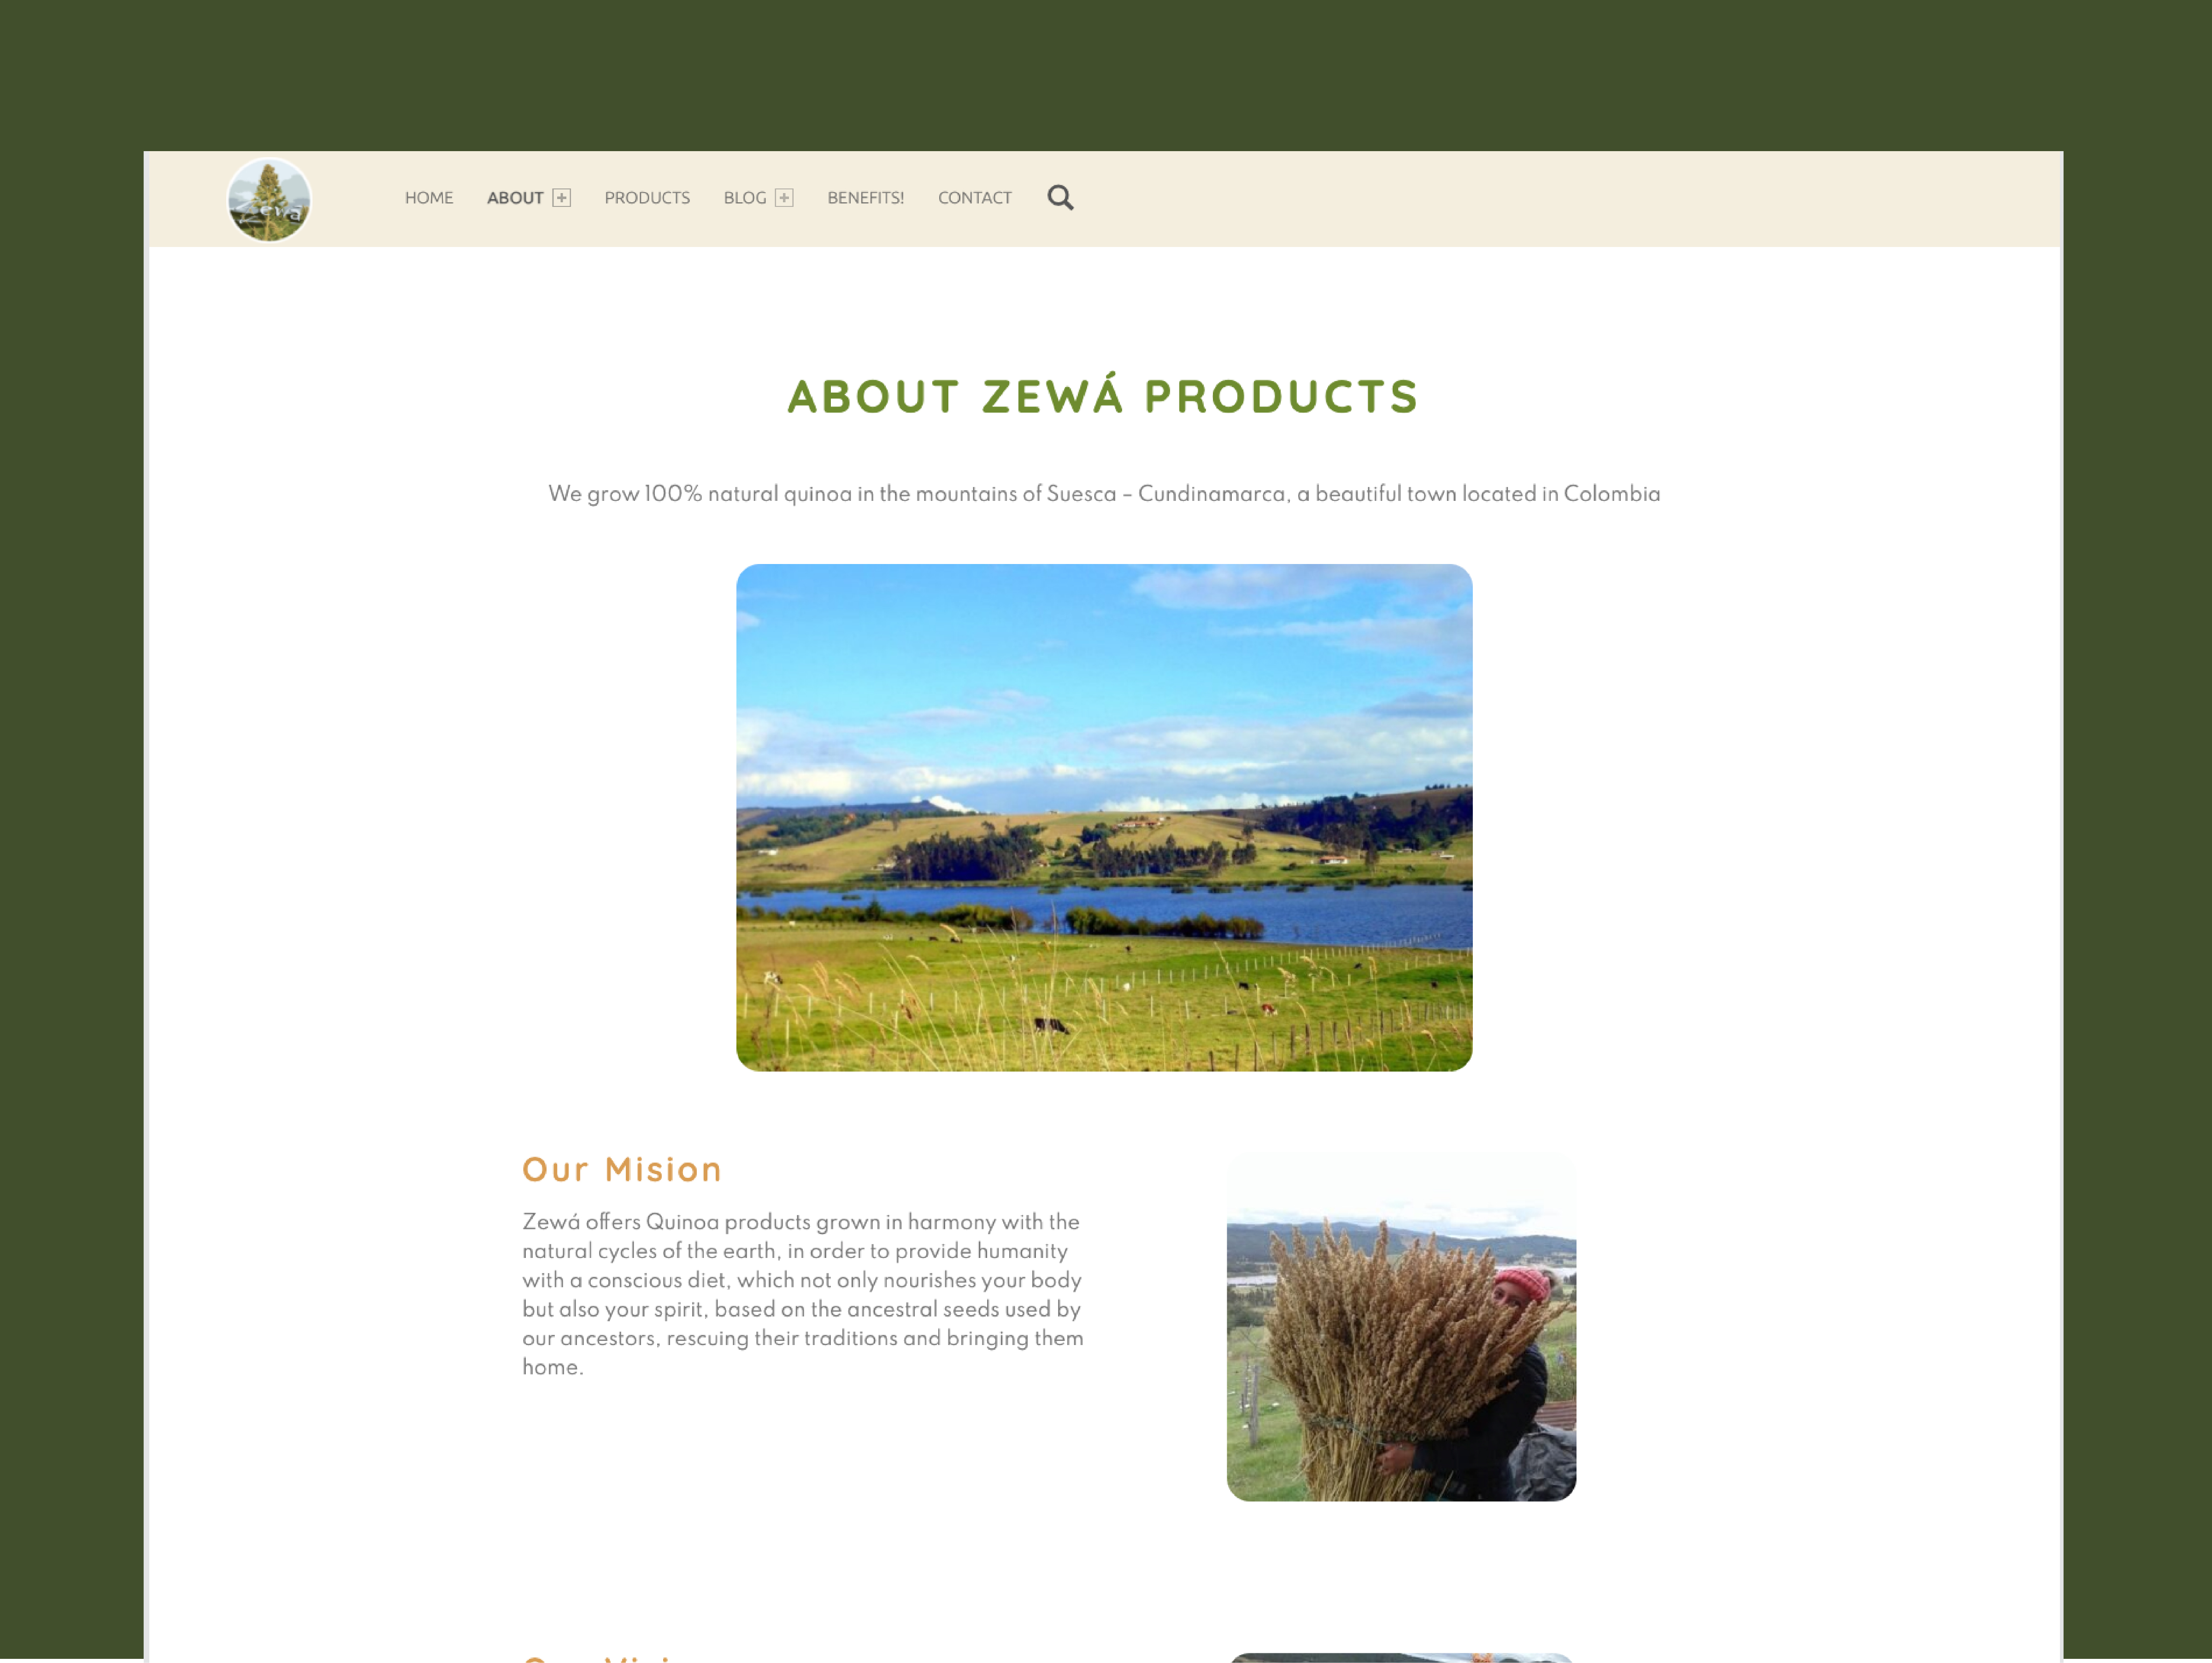 Zewá
HOME ABOUT PRODUCTS BLOG BENEFITS! CONTACT
ABOUT ZEWÁ PRODUCTS
We grow 100% natural quinoa in the mountains of Suesca – Cundinamarca, a beautiful town located in Colombia
Our Mision
Zewá offers Quinoa products grown in harmony with the
natural cycles of the earth, in order to provide humanity
with a conscious diet, which not only nourishes your body
but also your spirit, based on the ancestral seeds used by
our ancestors, rescuing their traditions and bringing them
home.